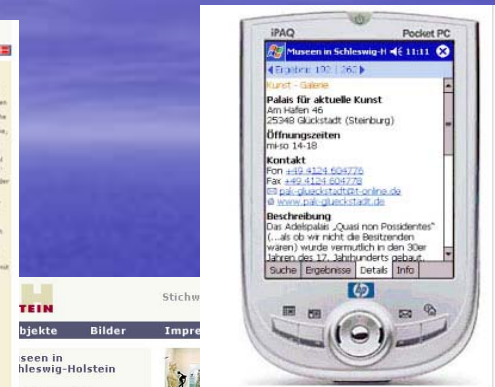 iPAQ Pocket PC
Museen in Schleswig-H 11:11
Ergebnis 192 | 262
Kunst - Galerie
Palais für aktuelle Kunst
Am Hafen 46
25348 Glückstadt (Steinburg)
Öffnungszeiten
mi-so 14-18
Kontakt
Fon +49 4124 604776
Fax +49 4124 604778
pak-glueckstadt@t-online.de
www.pak-glueckstadt.de
Beschreibung
Das Adelspalais „Quasi non Possidentes"
(...als ob wir nicht die Besitzenden
wären) wurde vermutlich in den 30er
Jahren des 17. Jahrhunderts gebaut.
Suche Ergebnisse Details Info
hp
TEIN
Stichw
bjekte Bilder Impre
seen in
hleswig-Holstein